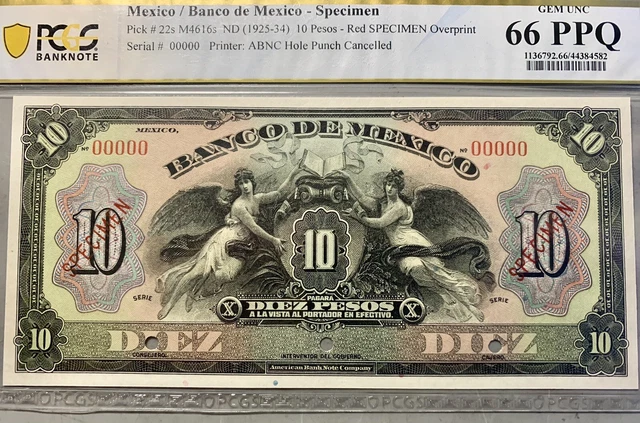 PCGS
BANKNOTE
Mexico / Banco de Mexico - Specimen
Pick # 22s M4616s ND (1925-34) 10 Pesos - Red SPECIMEN Overprint
Serial # 00000 Printer: ABNC Hole Punch Cancelled
GEM UNC
66 PPQ
1136792.66/44384582
10
10
MEXICO,
BANCO DE MEXICO
Nº 00000
Nº 00000
10
SPECIMEN
10
10
SPECIMEN
SERIE
SERIE
PAGARÁ
X
DIEZ PESOS
X
A LA VISTA AL PORTADOR EN EFECTIVO.
10
DIEZ
DIEZ
10
CONSEJERO.
INTERVENTOR DEL GOBIERNO.
CAJERO.
American Bank Note Company